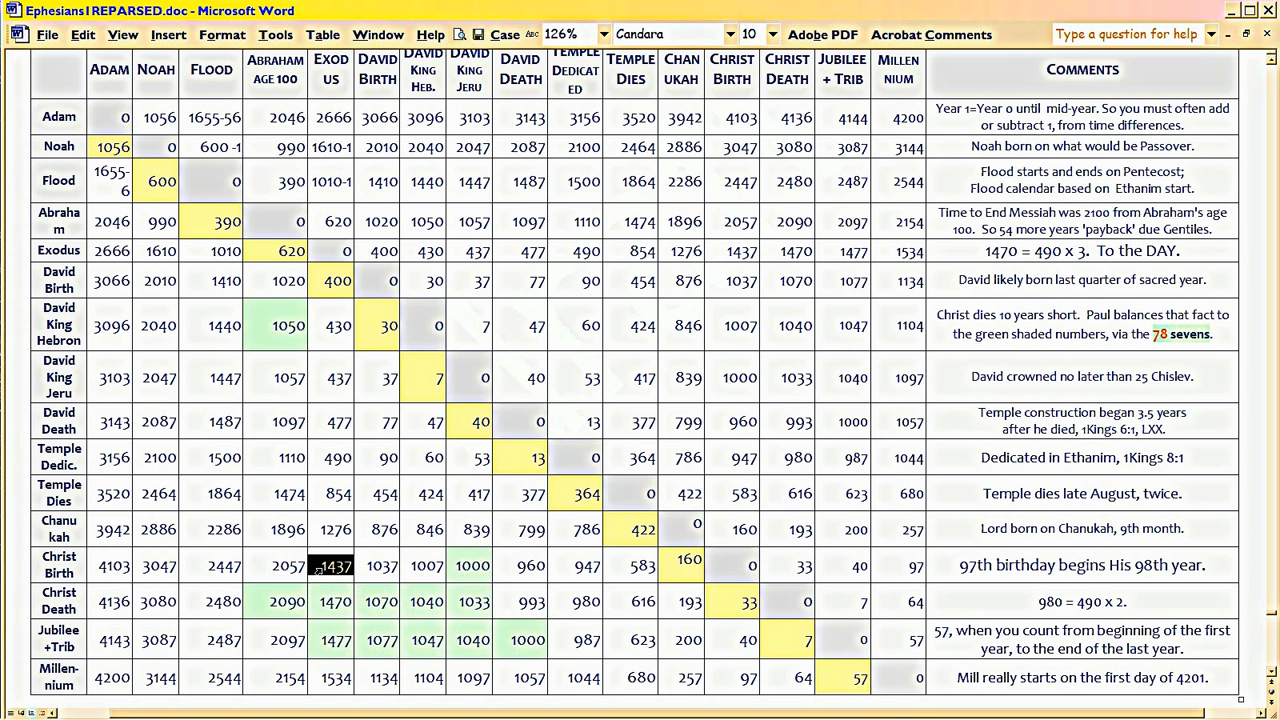 Ephesians1REPARSED.doc - Microsoft Word
File Edit View Insert Format Tools Table Window Help Case 126% Candara 10 Adobe PDF Acrobat Comments Type a question for help
ADAM NOAH FLOOD ABRAHAM AGE 100 EXOD US DAVID BIRTH DAVID KING HEB. DAVID KING JERU DAVID DEATH TEMPLE DEDICAT ED TEMPLE DIES CHAN UKAH CHRIST BIRTH CHRIST DEATH JUBILEE + TRIB MILLEN NIUM COMMENTS
Adam 0 1056 1655-56 2046 2666 3066 3096 3103 3143 3156 3520 3942 4103 4136 4144 4200 Year 1=Year 0 until mid-year. So you must often add
or subtract 1, from time differences.
Noah 1056 0 600 -1 990 1610-1 2010 2040 2047 2087 2100 2464 2886 3047 3080 3087 3144 Noah born on what would be Passover.
Flood 1655-6 600 0 390 1010-1 1410 1440 1447 1487 1500 1864 2286 2447 2480 2487 2544 Flood starts and ends on Pentecost;
Flood calendar based on Ethanim start.
Abraha m 2046 990 390 0 620 1020 1050 1057 1097 1110 1474 1896 2057 2090 2097 2154 Time to End Messiah was 2100 from Abraham's age
100. So 54 more years 'payback' due Gentiles.
Exodus 2666 1610 1010 620 0 400 430 437 477 490 854 1276 1437 1470 1477 1534 1470 = 490 x 3. To the DAY.
David Birth 3066 2010 1410 1020 400 0 30 37 77 90 454 876 1037 1070 1077 1134 David likely born last quarter of sacred year.
David King Hebron 3096 2040 1440 1050 430 30 0 7 47 60 424 846 1007 1040 1047 1104 Christ dies 10 years short. Paul balances that fact to
the green shaded numbers, via the 78 sevens.
David King Jeru 3103 2047 1447 1057 437 37 7 0 40 53 417 839 1000 1033 1040 1097 David crowned no later than 25 Chislev.
David Death 3143 2087 1487 1097 477 77 47 40 0 13 377 799 960 993 1000 1057 Temple construction began 3.5 years
after he died, 1Kings 6:1, LXX.
Temple Dedic. 3156 2100 1500 1110 490 90 60 53 13 0 364 786 947 980 987 1044 Dedicated in Ethanim, 1Kings 8:1
Temple Dies 3520 2464 1864 1474 854 454 424 417 377 364 0 422 583 616 623 680 Temple dies late August, twice.
Chanu kah 3942 2886 2286 1896 1276 876 846 839 799 786 422 0 160 193 200 257 Lord born on Chanukah, 9th month.
Christ Birth 4103 3047 2447 2057 1437 1037 1007 1000 960 947 583 160 0 33 40 97 97th birthday begins His 98th year.
Christ Death 4136 3080 2480 2090 1470 1070 1040 1033 993 980 616 193 33 0 7 64 980 = 490 x 2.
Jubilee +Trib 4143 3087 2487 2097 1477 1077 1047 1040 1000 987 623 200 40 7 0 57 57, when you count from beginning of the first
year, to the end of the last year.
Millen- nium 4200 3144 2544 2154 1534 1134 1104 1097 1057 1044 680 257 97 64 57 0 Mill really starts on the first day of 4201.